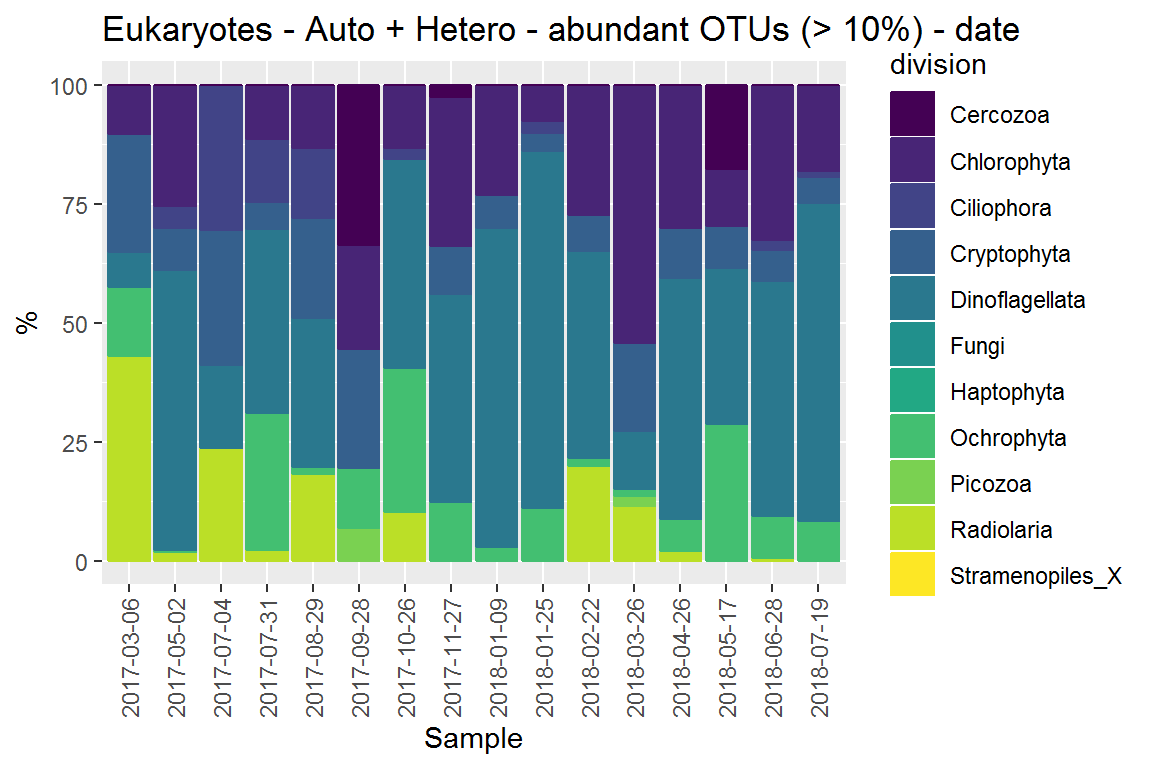 Eukaryotes - Auto + Hetero - abundant OTUs (> 10%) - date
division
Cercozoa
Chlorophyta
Ciliophora
Cryptophyta
Dinoflagellata
Fungi
Haptophyta
Ochrophyta
Picozoa
Radiolaria
Stramenopiles_X
%
100
75
50
25
0
2017-03-06
2017-05-02
2017-07-04
2017-07-31
2017-08-29
2017-09-28
2017-10-26
2017-11-27
2018-01-09
2018-01-25
2018-02-22
2018-03-26
2018-04-26
2018-05-17
2018-06-28
2018-07-19
Sample